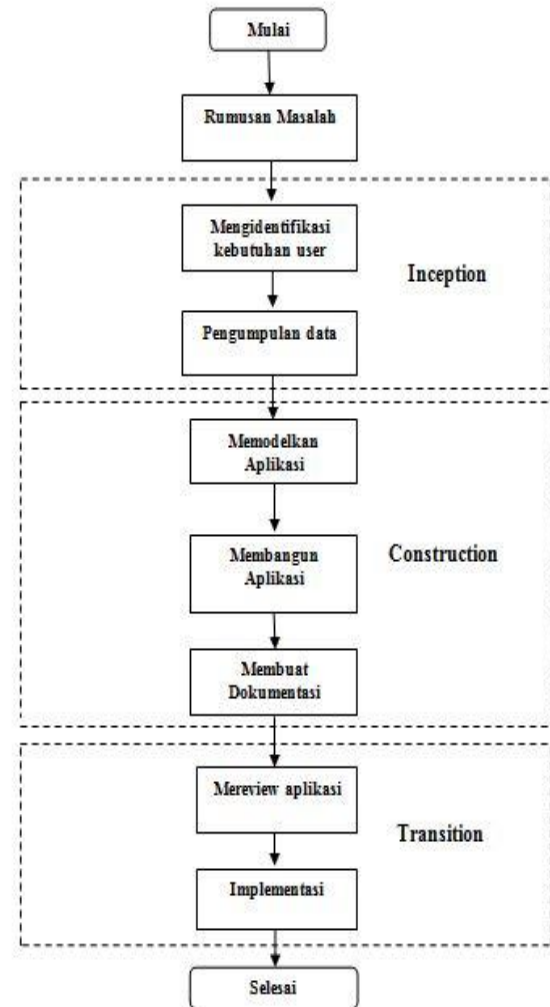 Mulai
Rumusan Masalah
Mengidentifikasi
kebutuhan user
Inception
Pengumpulan data
Memodelkan
Aplikasi
Membangun
Aplikasi
Construction
Membuat
Dokumentasi
Mereview aplikasi
Transition
Implementasi
Selesai